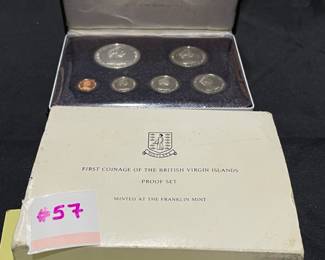 FIRST COINAGE OF THE BRITISH VIRGIN ISLANDS
PROOF SET
MINTED AT THE FRANKLIN MINT
#57